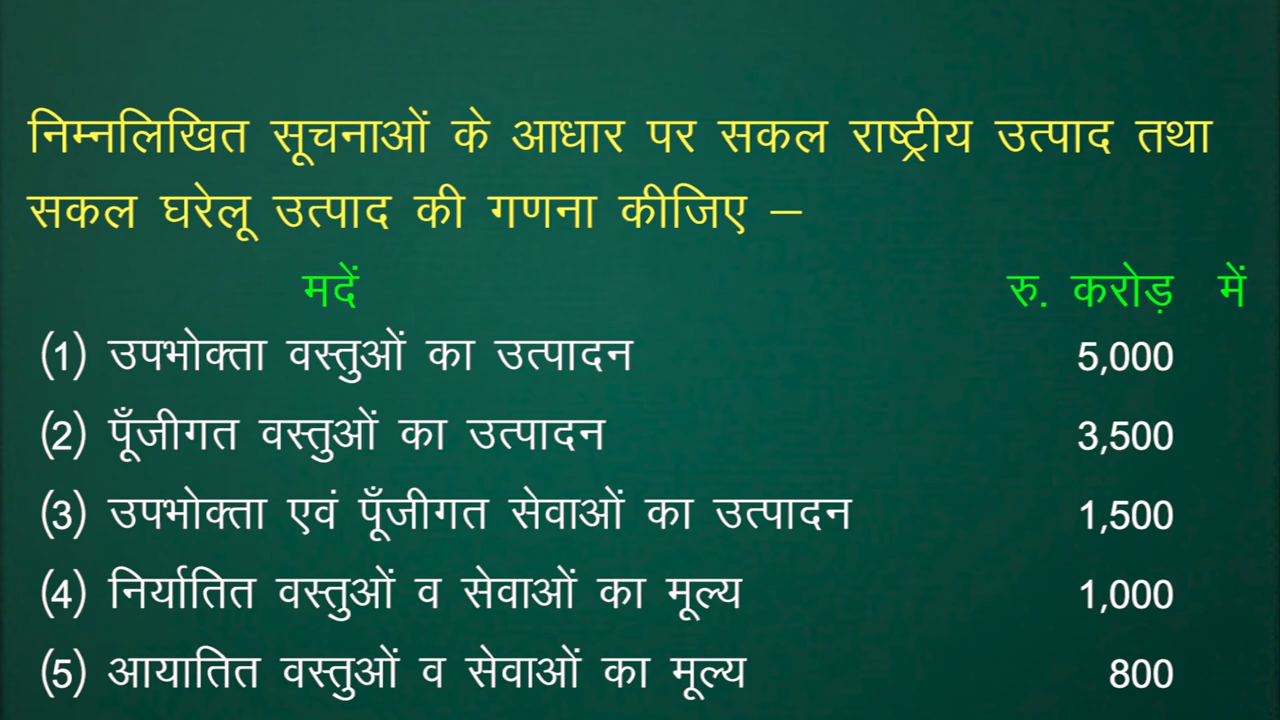 निम्नलिखित सूचनाओं के आधार पर सकल राष्ट्रीय उत्पाद तथा
सकल घरेलू उत्पाद की गणना कीजिए –
मदें रु. करोड़ में
(1) उपभोक्ता वस्तुओं का उत्पादन 5,000
(2) पूँजीगत वस्तुओं का उत्पादन 3,500
(3) उपभोक्ता एवं पूँजीगत सेवाओं का उत्पादन 1,500
(4) निर्यातित वस्तुओं व सेवाओं का मूल्य 1,000
(5) आयातित वस्तुओं व सेवाओं का मूल्य 800